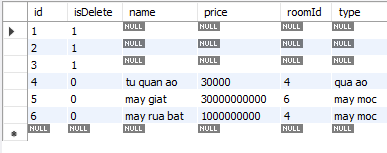 id isDelete name price roomId type
1 1 NULL NULL NULL NULL
2 1 NULL NULL NULL NULL
3 1 NULL NULL NULL NULL
4 0 tu quan ao 30000 4 qua ao
5 0 may giat 30000000000 6 may moc
6 0 may rua bat 1000000000 4 may moc
NULL NULL NULL NULL NULL NULL